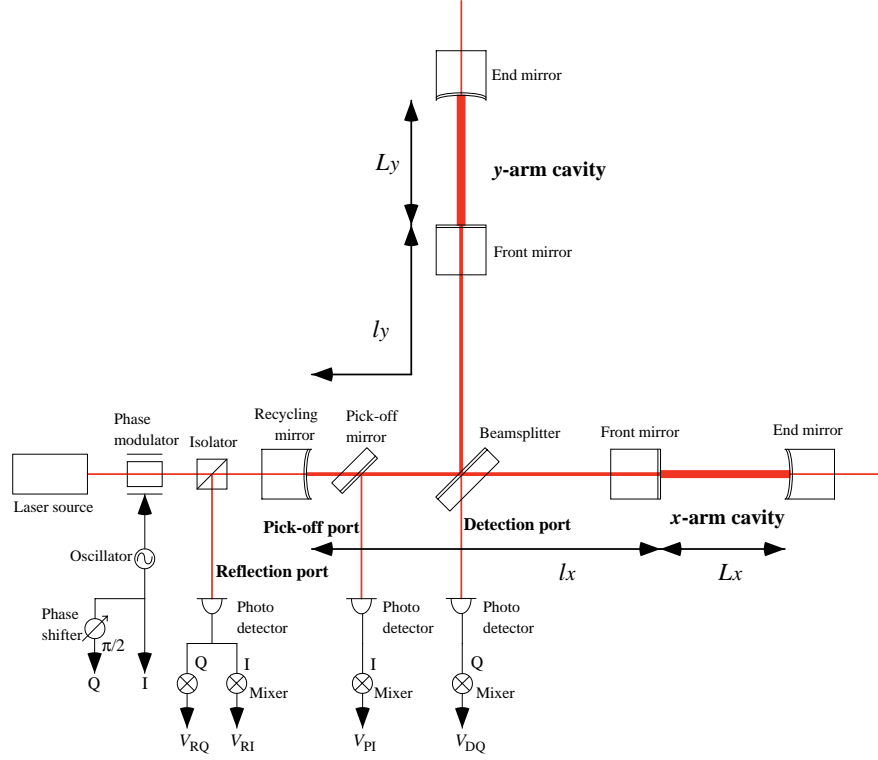 End mirror
Ly
y-arm cavity
Front mirror
ly
Phase
modulator
Isolator
Recycling
mirror
Pick-off
mirror
Beamsplitter
Front mirror
End mirror
Laser source
Pick-off port
Detection port
x-arm cavity
Oscillator
Reflection port
lx
Lx
Phase
shifter
π/2
Q
I
Photo
detector
Photo
detector
Photo
detector
Q
I
Mixer
I
Mixer
Q
Mixer
VRQ
VRI
VPI
VDQ